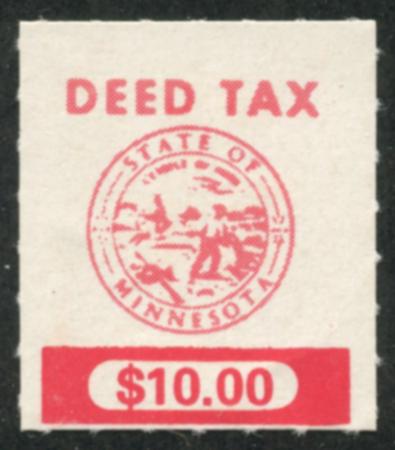 DEED TAX
STATE OF
MINNESOTA
$10.00